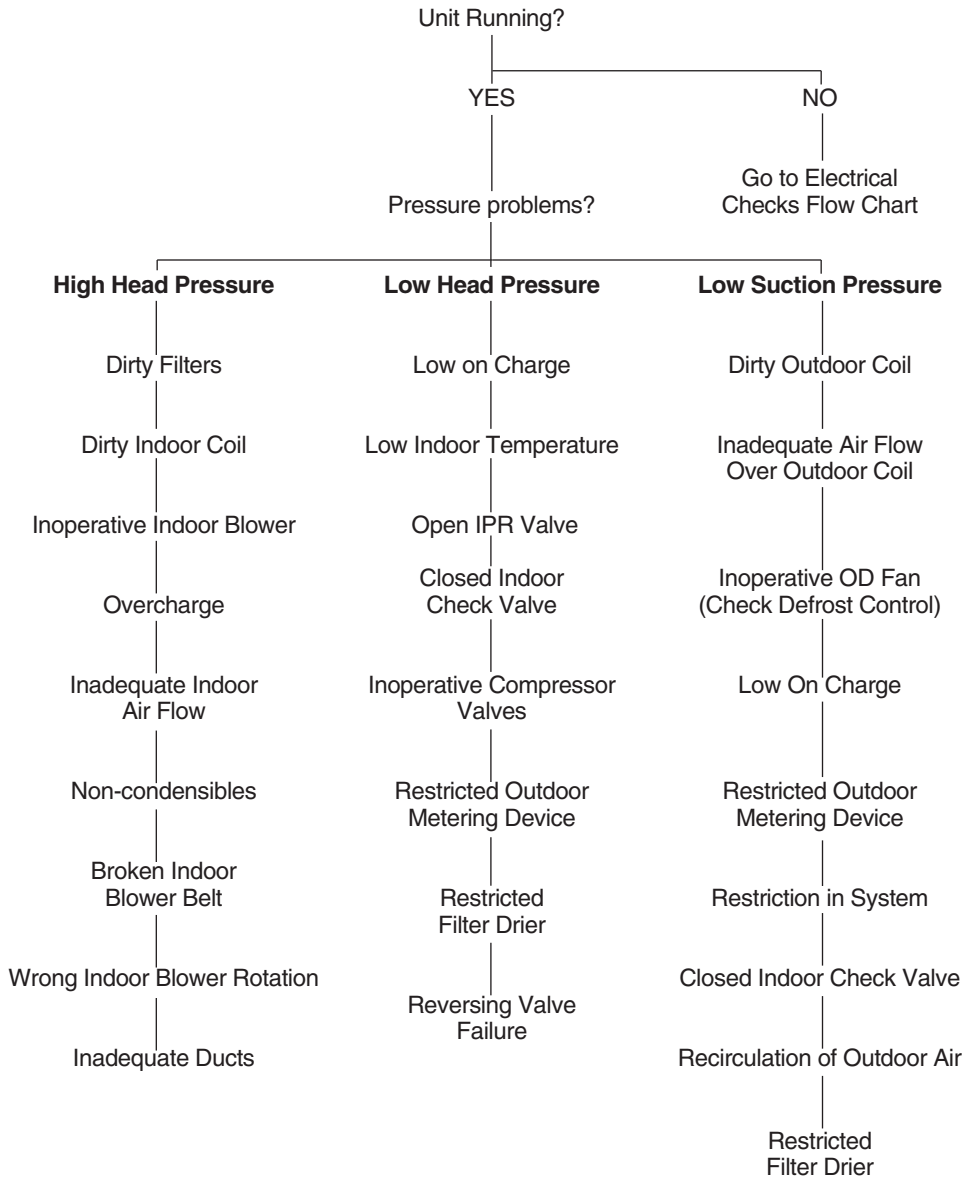 Unit Running?
YES
NO
Go to Electrical
Checks Flow Chart
Pressure problems?
High Head Pressure
Dirty Filters
Dirty Indoor Coil
Inoperative Indoor Blower
Overcharge
Inadequate Indoor
Air Flow
Non-condensibles
Broken Indoor
Blower Belt
Wrong Indoor Blower Rotation
Inadequate Ducts
Low Head Pressure
Low on Charge
Low Indoor Temperature
Open IPR Valve
Closed Indoor
Check Valve
Inoperative Compressor
Valves
Restricted Outdoor
Metering Device
Restricted
Filter Drier
Reversing Valve
Failure
Low Suction Pressure
Dirty Outdoor Coil
Inadequate Air Flow
Over Outdoor Coil
Inoperative OD Fan
(Check Defrost Control)
Low On Charge
Restricted Outdoor
Metering Device
Restriction in System
Closed Indoor Check Valve
Recirculation of Outdoor Air
Restricted
Filter Drier